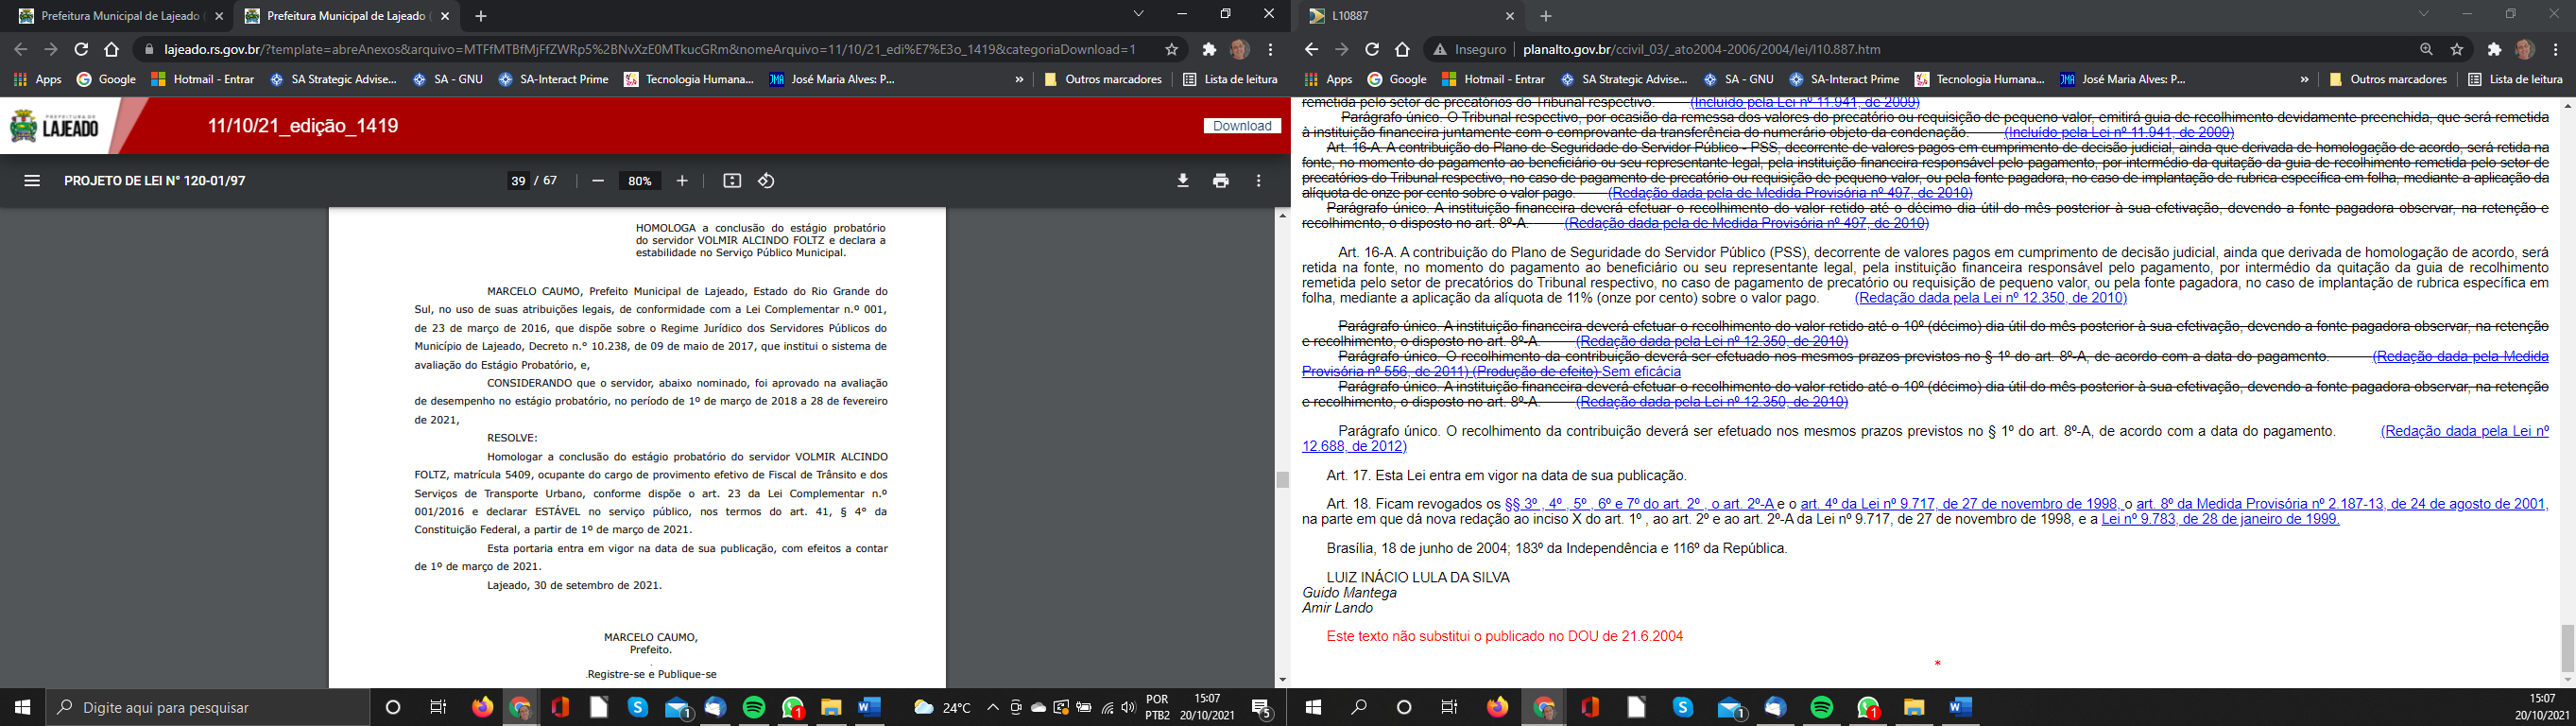 Prefeitura Municipal de Lajeado (
Prefeitura Municipal de Lajeado (
lajeado.rs.gov.br/?template=abreAnexos&arquivo=MTFfMTBfMjFfZWRp5%2BNvXzE0MTkucGRm&nomeArquivo=11/10/21_edi%E7%E3o_1419&categoriaDownload=1
Apps Google Hotmail - Entrar SA Strategic Advise... SA - GNU SA-Interact Prime Tecnologia Humana... José Maria Alves: P... » Outros marcadores Lista de leitura
PREFEITURA DE
LAJEADO
11/10/21_edição_1419
Download
PROJETO DE LEI N° 120-01/97
39 / 67
80%
HOMOLOGA a conclusão do estágio probatório
do servidor VOLMIR ALCINDO FOLTZ e declara a
estabilidade no Serviço Público Municipal.
MARCELO CAUMO, Prefeito Municipal de Lajeado, Estado do Rio Grande do
Sul, no uso de suas atribuições legais, de conformidade com a Lei Complementar n.º 001,
de 23 de março de 2016, que dispõe sobre o Regime Jurídico dos Servidores Públicos do
Município de Lajeado, Decreto n.º 10.238, de 09 de maio de 2017, que institui o sistema de
avaliação do Estágio Probatório, e,
CONSIDERANDO que o servidor, abaixo nominado, foi aprovado na avaliação
de desempenho no estágio probatório, no período de 1º de março de 2018 a 28 de fevereiro
de 2021,
RESOLVE:
Homologar a conclusão do estágio probatório do servidor VOLMIR ALCINDO
FOLTZ, matrícula 5409, ocupante do cargo de provimento efetivo de Fiscal de Trânsito e dos
Serviços de Transporte Urbano, conforme dispõe o art. 23 da Lei Complementar n.º
001/2016 e declarar ESTÁVEL no serviço público, nos termos do art. 41, § 4° da
Constituição Federal, a partir de 1º de março de 2021.
Esta portaria entra em vigor na data de sua publicação, com efeitos a contar
de 1º de março de 2021.
Lajeado, 30 de setembro de 2021.
MARCELO CAUMO,
Prefeito.
.Registre-se e Publique-se
Digite aqui para pesquisar
1
1
24°C
POR
PTB2
15:07
20/10/2021
5
L10887
Inseguro planalto.gov.br/ccivil_03/_ato2004-2006/2004/lei/l10.887.htm
Apps Google Hotmail - Entrar SA Strategic Advise... SA - GNU SA-Interact Prime Tecnologia Humana... José Maria Alves: P... » Outros marcadores Lista de leitura
remetida pelo setor de precatórios do Tribunal respectivo. (Incluído pela Lei nº 11.941, de 2009)
Parágrafo único. O Tribunal respectivo, por ocasião da remessa dos valores do precatório ou requisição de pequeno valor, emitirá guia de recolhimento devidamente preenchida, que será remetida
à instituição financeira juntamente com o comprovante da transferência do numerário objeto da condenação. (Incluído pela Lei nº 11.941, de 2009)
Art. 16-A. A contribuição do Plano de Seguridade do Servidor Público - PSS, decorrente de valores pagos em cumprimento de decisão judicial, ainda que derivada de homologação de acordo, será retida na
fonte, no momento do pagamento ao beneficiário ou seu representante legal, pela instituição financeira responsável pelo pagamento, por intermédio da quitação da guia de recolhimento remetida pelo setor de
precatórios do Tribunal respectivo, no caso de pagamento de precatório ou requisição de pequeno valor, ou pela fonte pagadora, no caso de implantação de rubrica específica em folha, mediante a aplicação da
alíquota de onze por cento sobre o valor pago. (Redação dada pela de Medida Provisória nº 497, de 2010)
Parágrafo único. A instituição financeira deverá efetuar o recolhimento do valor retido até o décimo dia útil do mês posterior à sua efetivação, devendo a fonte pagadora observar, na retenção e
recolhimento, o disposto no art. 8º-A. (Redação dada pela de Medida Provisória nº 497, de 2010)
Art. 16-A. A contribuição do Plano de Seguridade do Servidor Público (PSS), decorrente de valores pagos em cumprimento de decisão judicial, ainda que derivada de homologação de acordo, será
retida na fonte, no momento do pagamento ao beneficiário ou seu representante legal, pela instituição financeira responsável pelo pagamento, por intermédio da quitação da guia de recolhimento
remetida pelo setor de precatórios do Tribunal respectivo, no caso de pagamento de precatório ou requisição de pequeno valor, ou pela fonte pagadora, no caso de implantação de rubrica específica em
folha, mediante a aplicação da alíquota de 11% (onze por cento) sobre o valor pago. (Redação dada pela Lei nº 12.350, de 2010)
Parágrafo único. A instituição financeira deverá efetuar o recolhimento do valor retido até o 10º (décimo) dia útil do mês posterior à sua efetivação, devendo a fonte pagadora observar, na retenção
e recolhimento, o disposto no art. 8º-A. (Redação dada pela Lei nº 12.350, de 2010)
Parágrafo único. O recolhimento da contribuição deverá ser efetuado nos mesmos prazos previstos no § 1º do art. 8º-A, de acordo com a data do pagamento. (Redação dada pela Medida
Provisória nº 556, de 2011) (Produção de efeito) Sem eficácia
Parágrafo único. A instituição financeira deverá efetuar o recolhimento do valor retido até o 10º (décimo) dia útil do mês posterior à sua efetivação, devendo a fonte pagadora observar, na retenção
e recolhimento, o disposto no art. 8º-A. (Redação dada pela Lei nº 12.350, de 2010)
Parágrafo único. O recolhimento da contribuição deverá ser efetuado nos mesmos prazos previstos no § 1º do art. 8º-A, de acordo com a data do pagamento. (Redação dada pela Lei nº
12.688, de 2012)
Art. 17. Esta Lei entra em vigor na data de sua publicação.
Art. 18. Ficam revogados os §§ 3º , 4º , 5º , 6º e 7º do art. 2º , o art. 2º-A e o art. 4º da Lei nº 9.717, de 27 de novembro de 1998, o art. 8º da Medida Provisória nº 2.187-13, de 24 de agosto de 2001,
na parte em que dá nova redação ao inciso X do art. 1º , ao art. 2º e ao art. 2º-A da Lei nº 9.717, de 27 de novembro de 1998, e a Lei nº 9.783, de 28 de janeiro de 1999.
Brasília, 18 de junho de 2004; 183º da Independência e 116º da República.
LUIZ INÁCIO LULA DA SILVA
Guido Mantega
Amir Lando
Este texto não substitui o publicado no DOU de 21.6.2004
*
1
1
15:07
20/10/2021